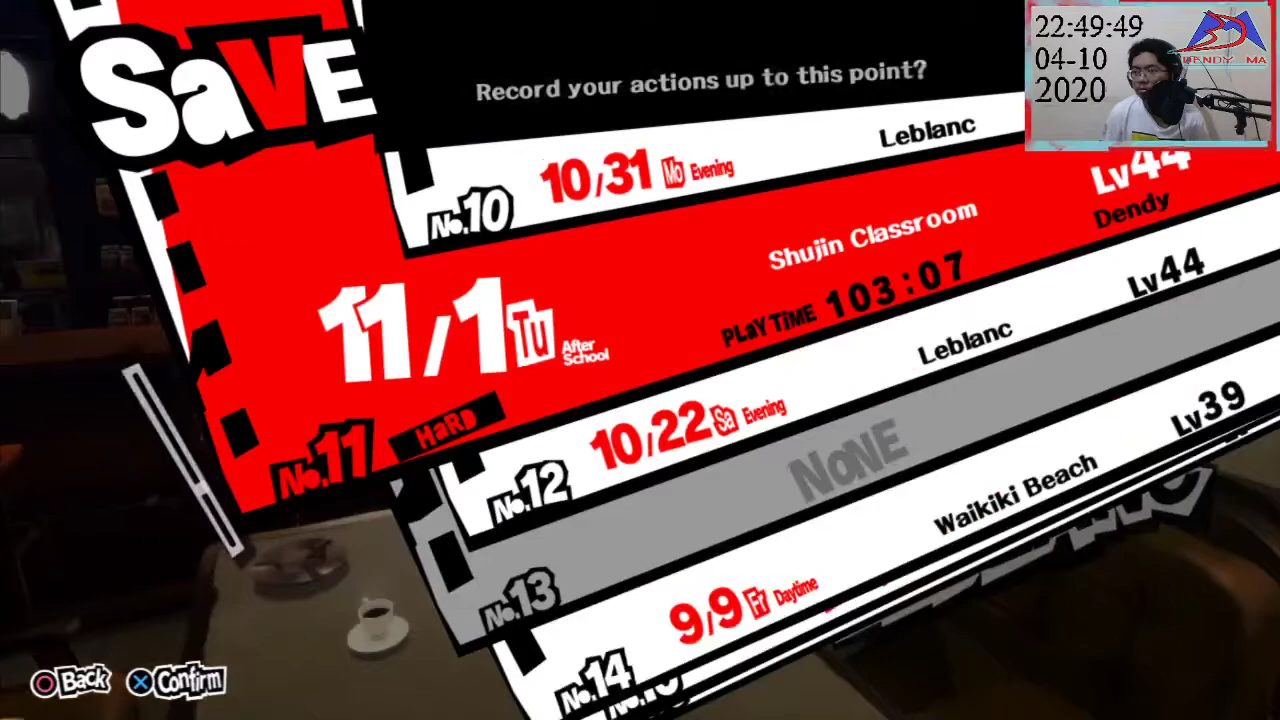 SaVE
Record your actions up to this point?
22:49:49
04-10
2020
DENDY MA
No.10
10/31 Mo Evening
Leblanc
No.11
11/1 Tu After School
HaRD
Shujin Classroom
PLaY TiME 103:07
Lv44
Dendy
No.12
10/22 Sa Evening
Leblanc
Lv44
No.13
NoNE
No.14
9/9 Fr Daytime
Waikiki Beach
Lv39
Back
Confirm